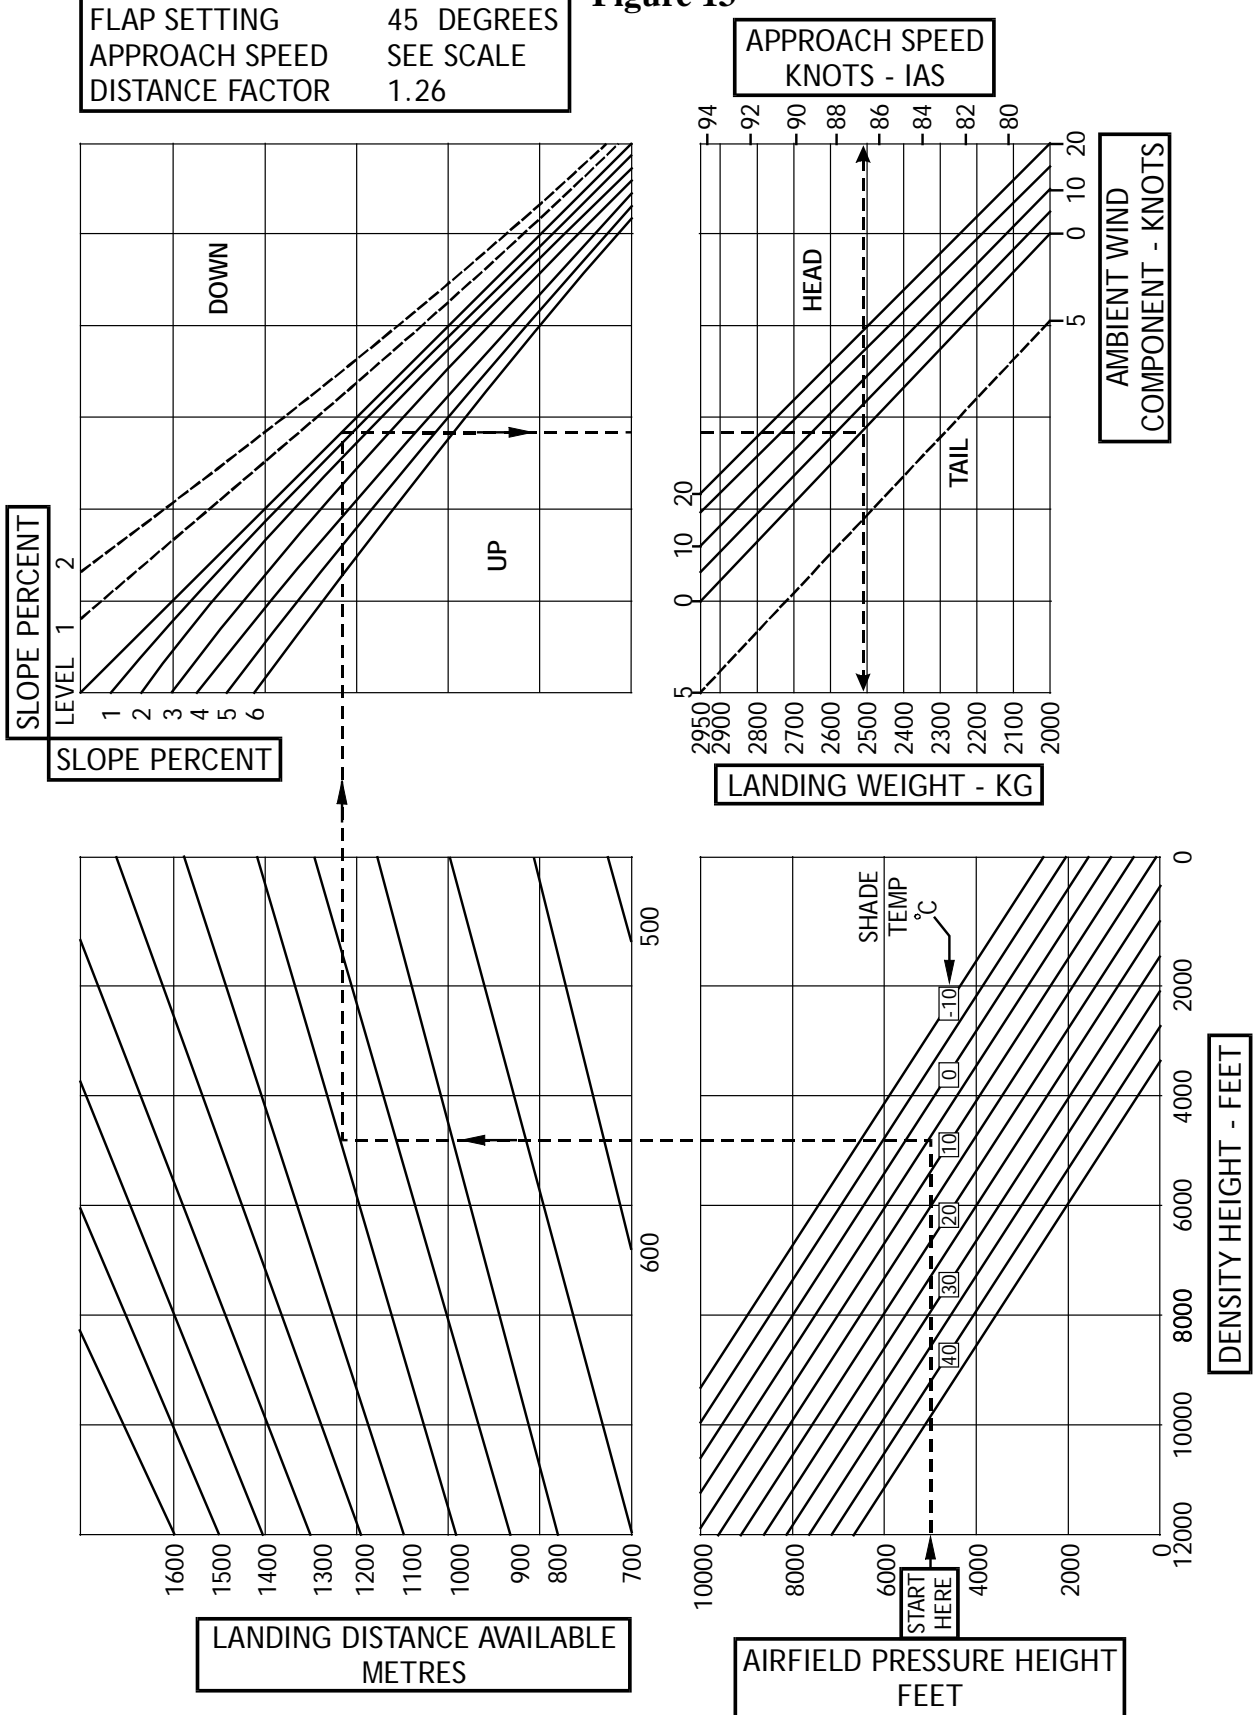 Figure 15
FLAP SETTING 45 DEGREES
APPROACH SPEED SEE SCALE
DISTANCE FACTOR 1.26
APPROACH SPEED
KNOTS - IAS
94 92 90 88 86 84 82 80
20 10 0 5
AMBIENT WIND
COMPONENT - KNOTS
DOWN
UP
HEAD
TAIL
SLOPE PERCENT
LEVEL 1 2
1 2 3 4 5 6
SLOPE PERCENT
20 10 0 5
2950 2900 2800 2700 2600 2500 2400 2300 2200 2100 2000
LANDING WEIGHT - KG
500
600
SHADE
TEMP
°C
-10 0 10 20 30 40
0 2000 4000 6000 8000 10000 12000
DENSITY HEIGHT - FEET
1600 1500 1400 1300 1200 1100 1000 900 800 700
LANDING DISTANCE AVAILABLE
METRES
10000 8000 6000 4000 2000 0
START
HERE
AIRFIELD PRESSURE HEIGHT
FEET